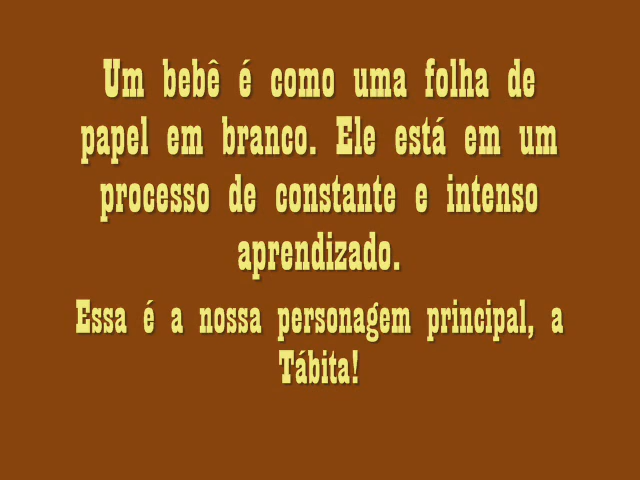 Um bebê é como uma folha de
papel em branco. Ele está em um
processo de constante e intenso
aprendizado.
Essa é a nossa personagem principal, a
Tábita!